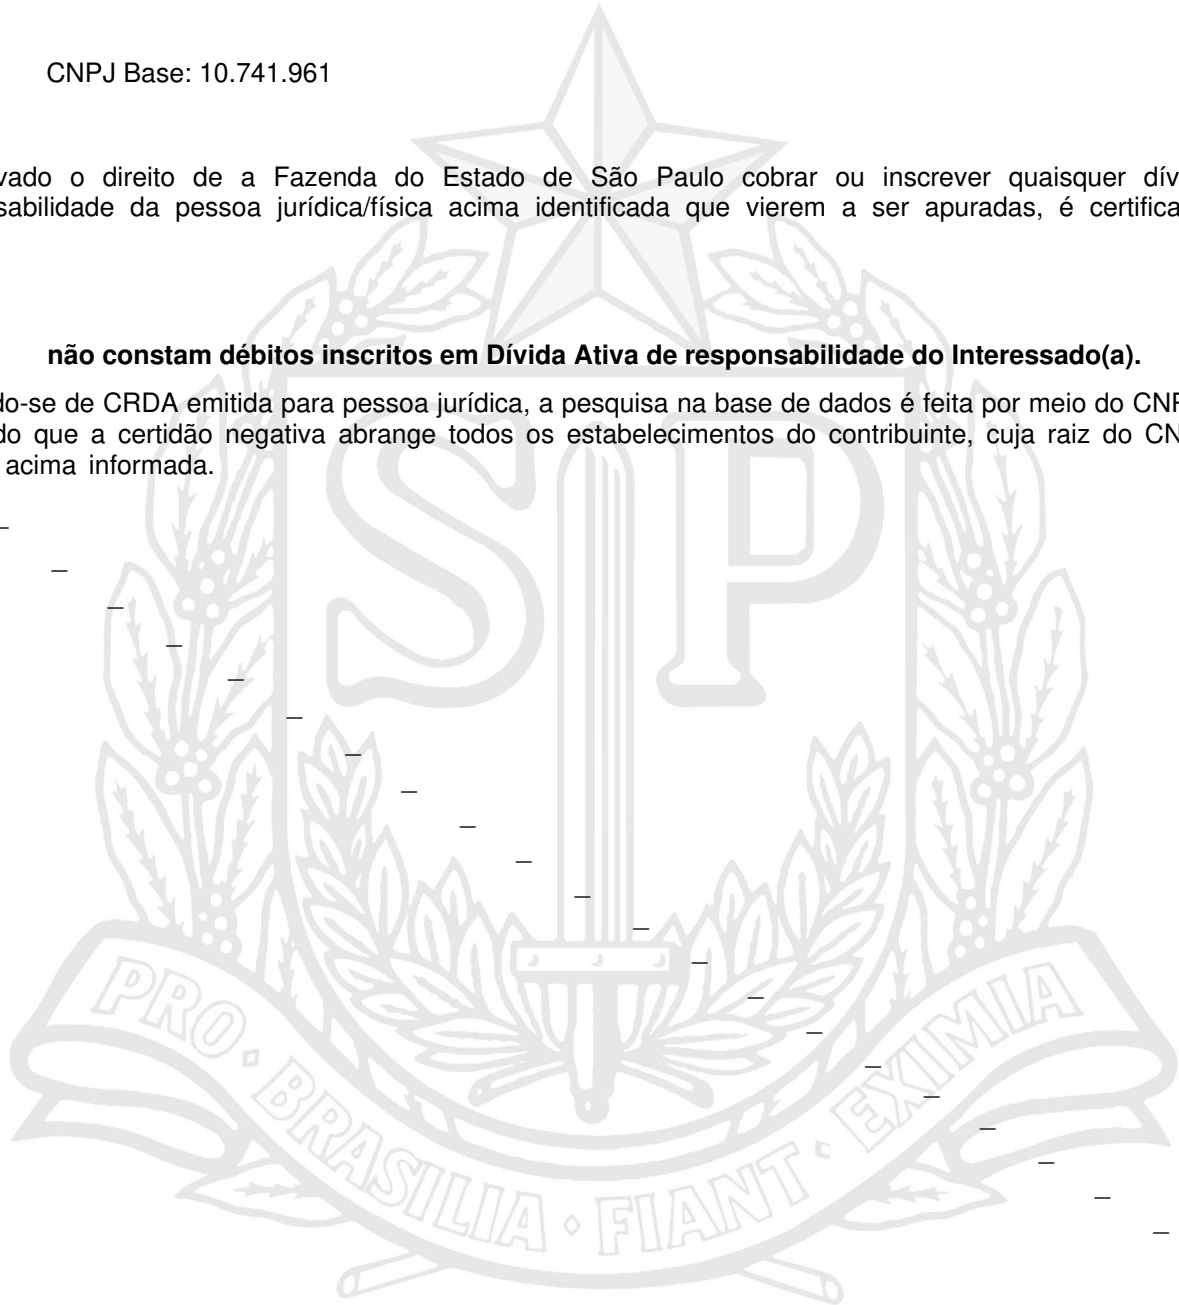 CNPJ Base: 10.741.961
vado o direito de a Fazenda do Estado de São Paulo cobrar ou inscrever quaisquer dív
sabilidade da pessoa jurídica/física acima identificada que vierem a ser apuradas, é certifica
não constam débitos inscritos em Dívida Ativa de responsabilidade do Interessado(a).
do-se de CRDA emitida para pessoa jurídica, a pesquisa na base de dados é feita por meio do CNP
do que a certidão negativa abrange todos os estabelecimentos do contribuinte, cuja raiz do CN
acima informada.
SP
PRO · BRASILIA · FIANT · EXIMIA